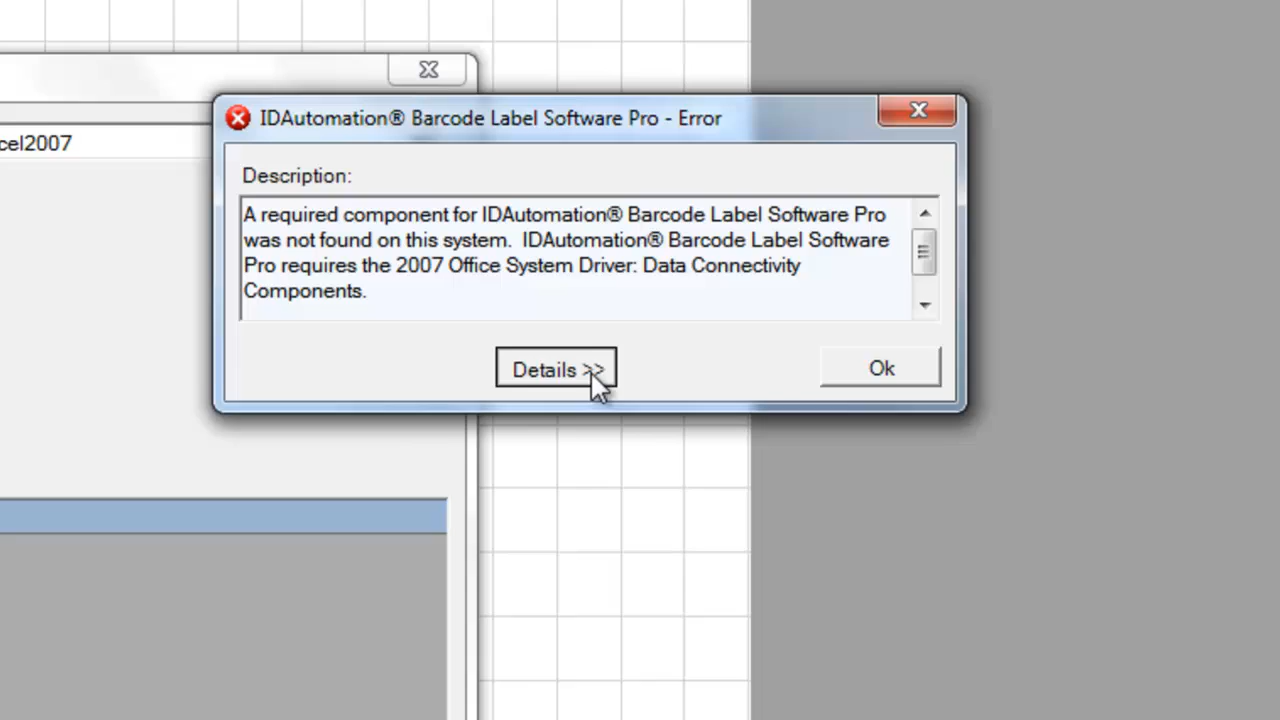 IDAutomation® Barcode Label Software Pro - Error
cel2007
Description:
A required component for IDAutomation® Barcode Label Software Pro
was not found on this system.  IDAutomation® Barcode Label Software
Pro requires the 2007 Office System Driver: Data Connectivity
Components.
Details >>
Ok